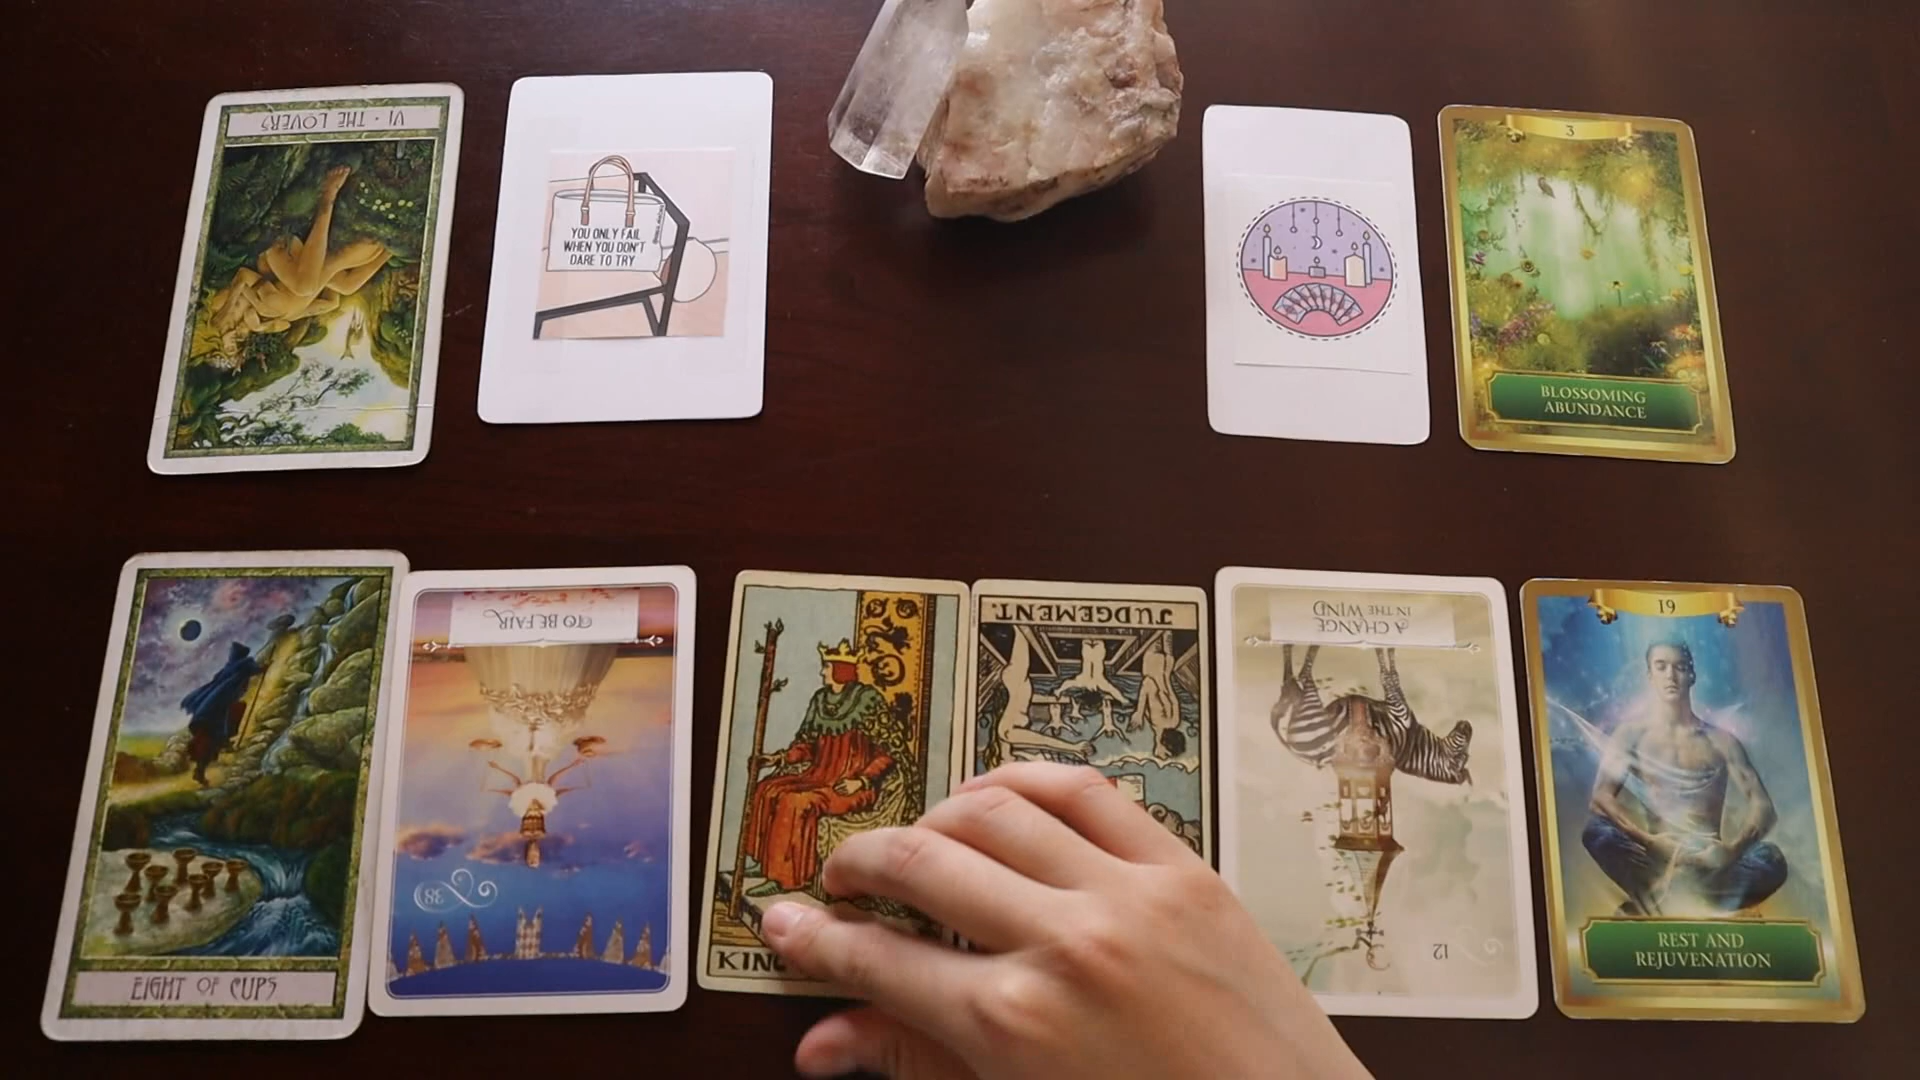 VI · THE LOVERS
YOU ONLY FAIL
WHEN YOU DON'T
DARE TO TRY
3
BLOSSOMING
ABUNDANCE
EIGHT OF CUPS
TO BE FAIR
38
KING
JUDGEMENT.
A CHANGE
IN THE WIND
12
19
REST AND
REJUVENATION